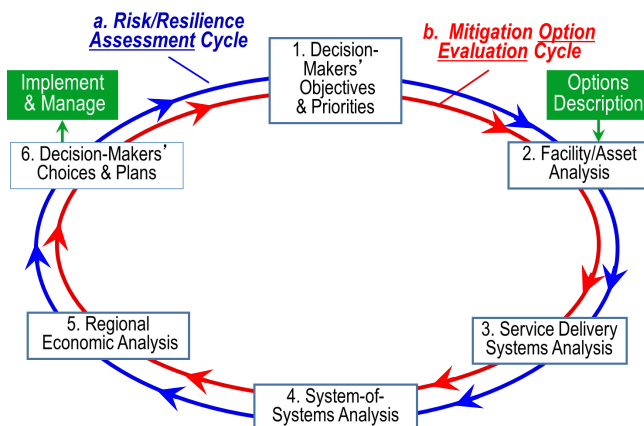 a. Risk/Resilience
Assessment Cycle
b. Mitigation Option
Evaluation Cycle
1. Decision-
Makers’
Objectives
& Priorities
Implement
& Manage
Options
Description
6. Decision-Makers’
Choices & Plans
2. Facility/Asset
Analysis
5. Regional
Economic Analysis
3. Service Delivery
Systems Analysis
4. System-of-
Systems Analysis